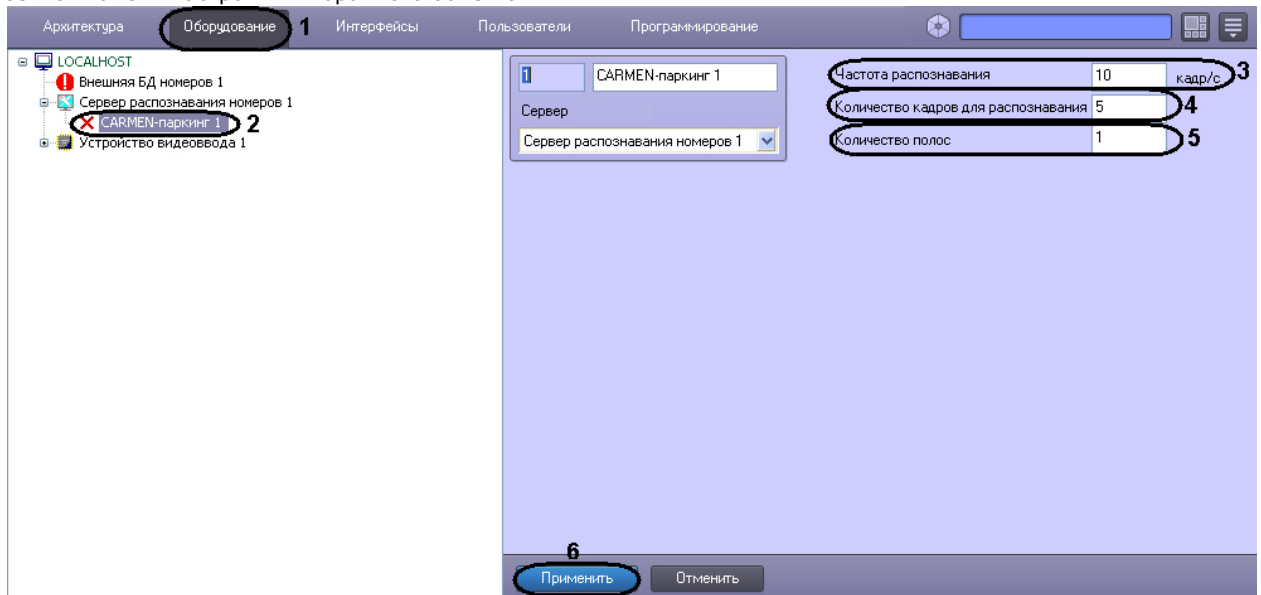 Архитектура Оборудование 1 Интерфейсы Пользователи Программирование
LOCALHOST
Внешняя БД номеров 1
Сервер распознавания номеров 1
CARMEN-паркинг 1 2
Устройство видеоввода 1
1 CARMEN-паркинг 1
Сервер
Сервер распознавания номеров 1
Частота распознавания 10 кадр/с 3
Количество кадров для распознавания 5 4
Количество полос 1 5
6
Применить Отменить